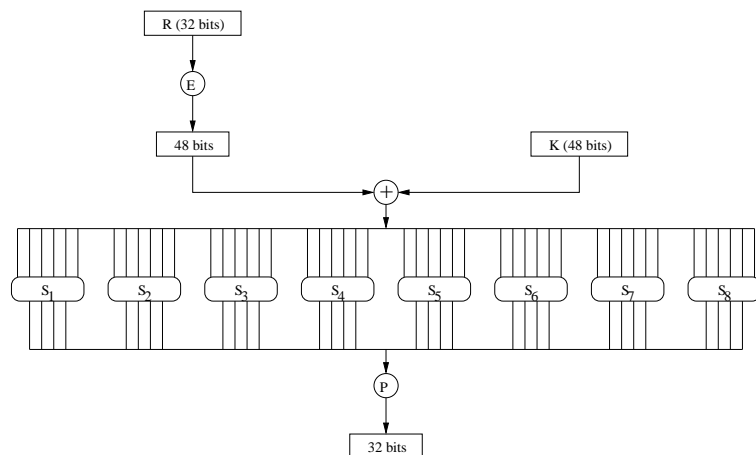 R (32 bits)
E
48 bits
K (48 bits)
+
S1 S2 S3 S4 S5 S6 S7 S8
P
32 bits